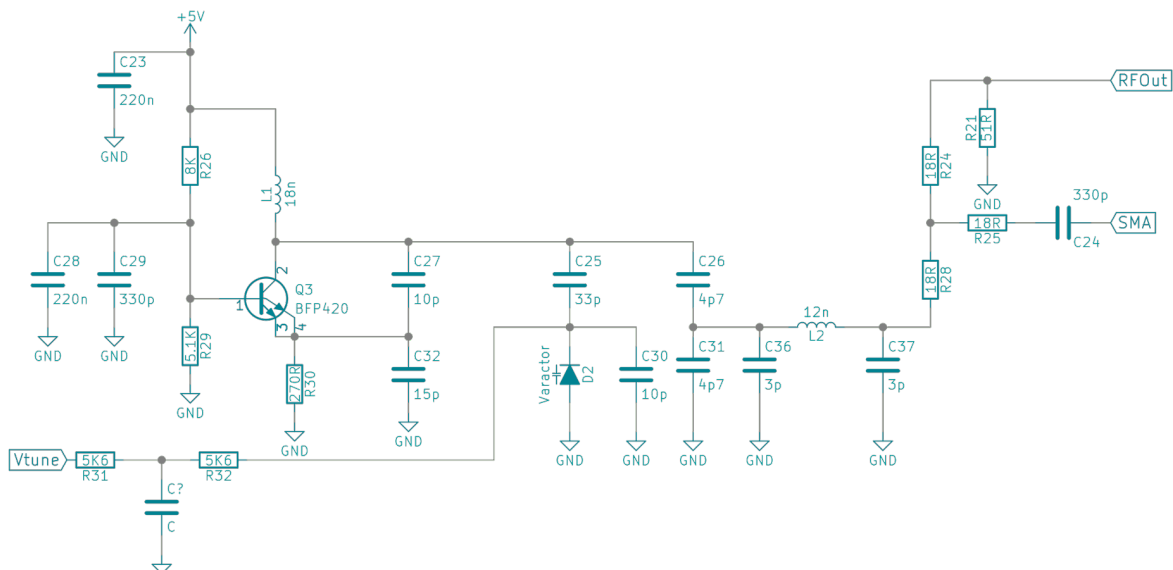 +5V
C23
220n
GND
8K
R26
L1
18n
C28
220n
C29
330p
GND
GND
1
2
3
4
Q3
BFP420
5.1K
R29
GND
270R
R30
GND
C27
10p
C32
15p
GND
C25
33p
Varactor
D2
GND
C30
10p
GND
C26
4p7
C31
4p7
GND
C36
3p
GND
12n
L2
C37
3p
GND
18R
R24
R21
51R
GND
RFOut
18R
R25
330p
C24
SMA
18R
R28
Vtune
5K6
R31
5K6
R32
C?
C